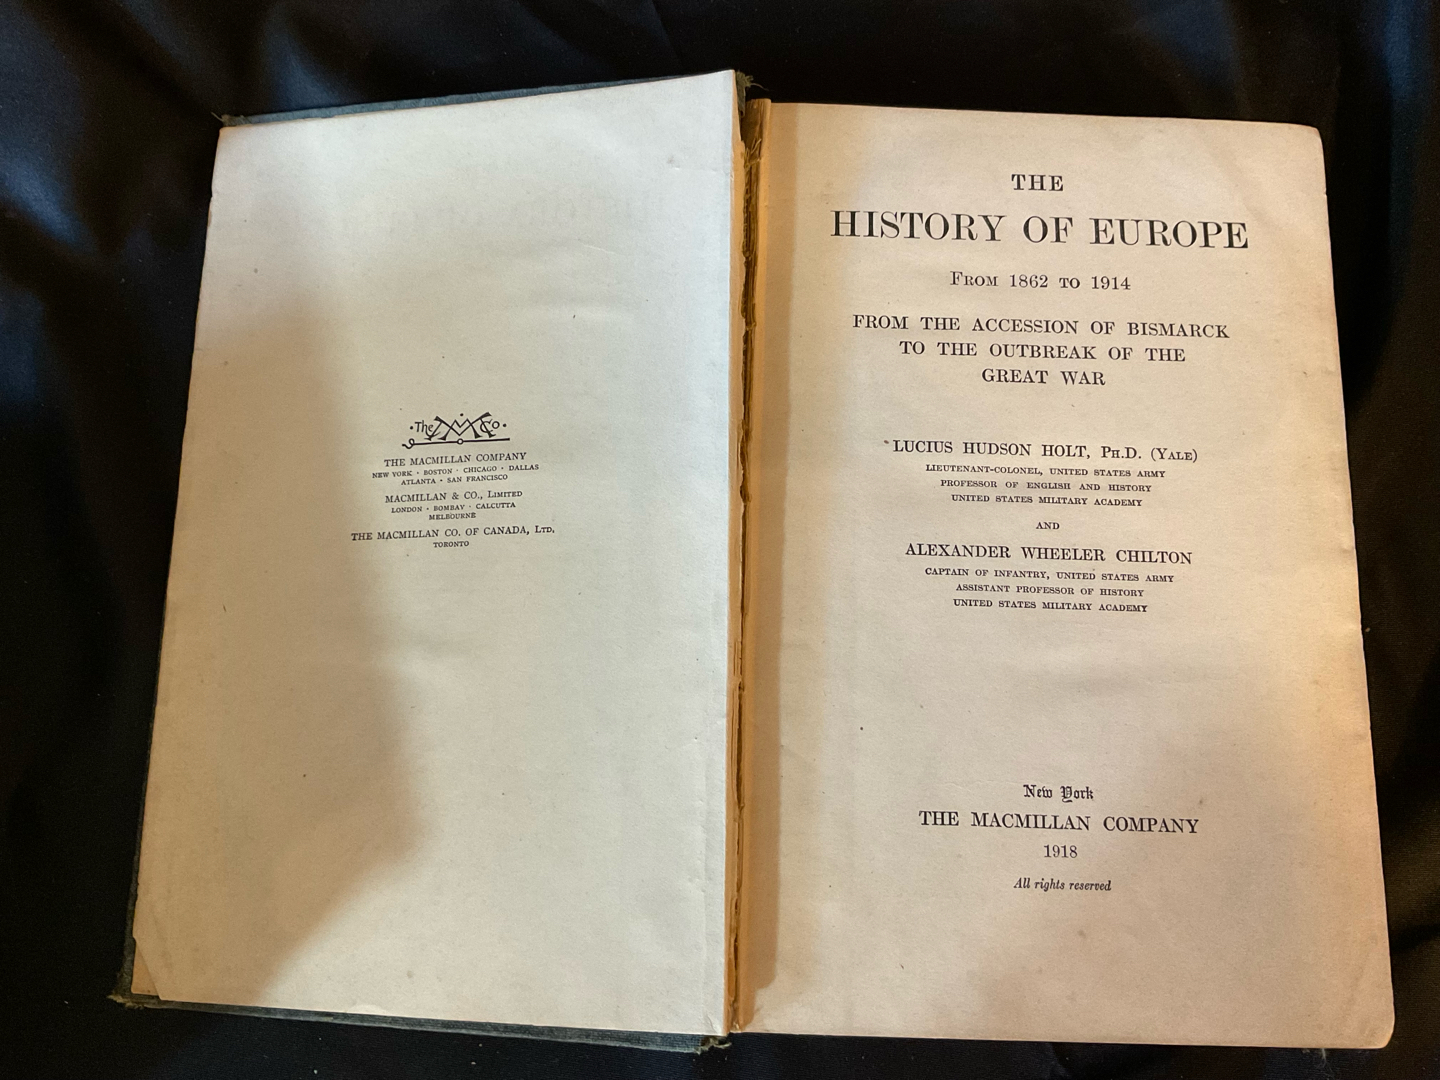 The M Co
THE MACMILLAN COMPANY
NEW YORK · BOSTON · CHICAGO · DALLAS
ATLANTA · SAN FRANCISCO
MACMILLAN & CO., LIMITED
LONDON · BOMBAY · CALCUTTA
MELBOURNE
THE MACMILLAN CO. OF CANADA, LTD.
TORONTO
THE
HISTORY OF EUROPE
FROM 1862 TO 1914
FROM THE ACCESSION OF BISMARCK
TO THE OUTBREAK OF THE
GREAT WAR
LUCIUS HUDSON HOLT, PH.D. (YALE)
LIEUTENANT-COLONEL, UNITED STATES ARMY
PROFESSOR OF ENGLISH AND HISTORY
UNITED STATES MILITARY ACADEMY
AND
ALEXANDER WHEELER CHILTON
CAPTAIN OF INFANTRY, UNITED STATES ARMY
ASSISTANT PROFESSOR OF HISTORY
UNITED STATES MILITARY ACADEMY
New York
THE MACMILLAN COMPANY
1918
All rights reserved